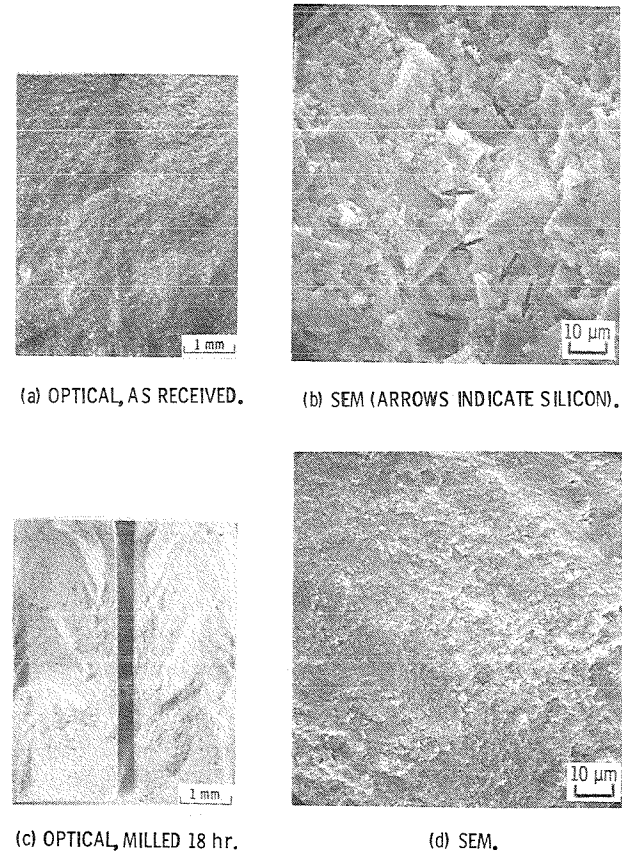 1 mm
10 µm
(a) OPTICAL, AS RECEIVED.
(b) SEM (ARROWS INDICATE SILICON).
1 mm
10 µm
(c) OPTICAL, MILLED 18 hr.
(d) SEM.